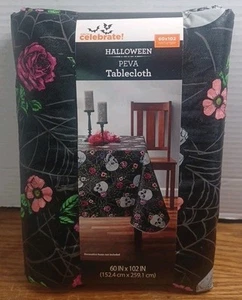 celebrate!
HALLOWEEN
PEVA
Tablecloth
60 IN x 102 IN
(152.4 cm x 259.1 cm)